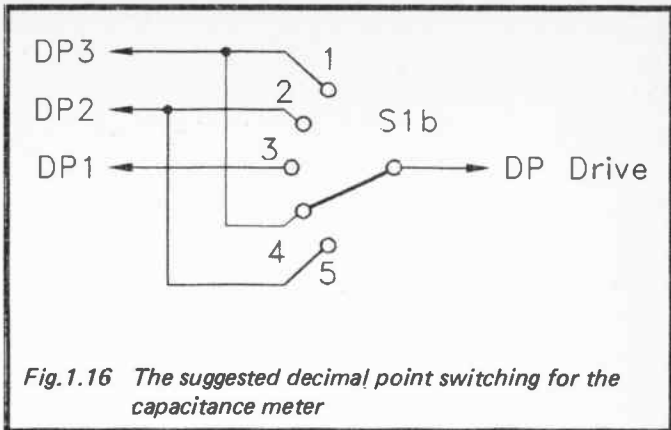 DP3
1
DP2
2
S1b
DP1
3
DP Drive
4
5
Fig.1.16 The suggested decimal point switching for the
capacitance meter